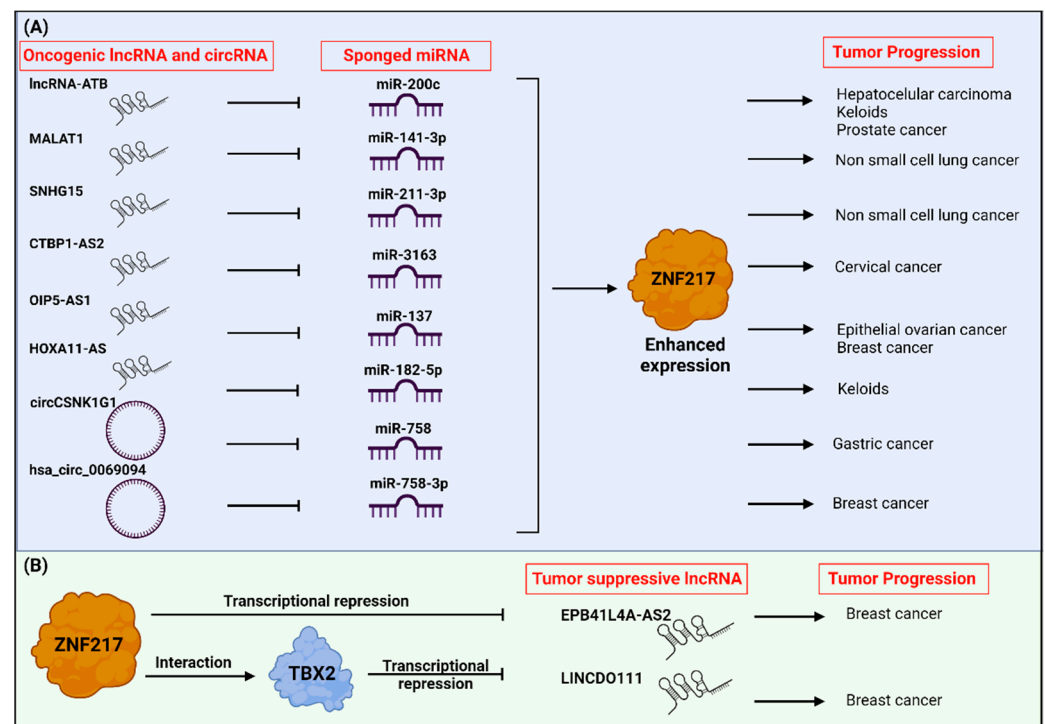 (A)
Oncogenic lncRNA and circRNA
Sponged miRNA
Tumor Progression
lncRNA-ATB
miR-200c
Hepatocelular carcinoma
Keloids
Prostate cancer
MALAT1
miR-141-3p
Non small cell lung cancer
SNHG15
miR-211-3p
Non small cell lung cancer
CTBP1-AS2
miR-3163
Cervical cancer
OIP5-AS1
miR-137
Epithelial ovarian cancer
Breast cancer
HOXA11-AS
miR-182-5p
Keloids
circCSNK1G1
miR-758
Gastric cancer
hsa_circ_0069094
miR-758-3p
Breast cancer
ZNF217
Enhanced
expression
(B)
Tumor suppressive lncRNA
Tumor Progression
ZNF217
Transcriptional repression
EPB41L4A-AS2
Breast cancer
Interaction
TBX2
Transcriptional
repression
LINCDO111
Breast cancer